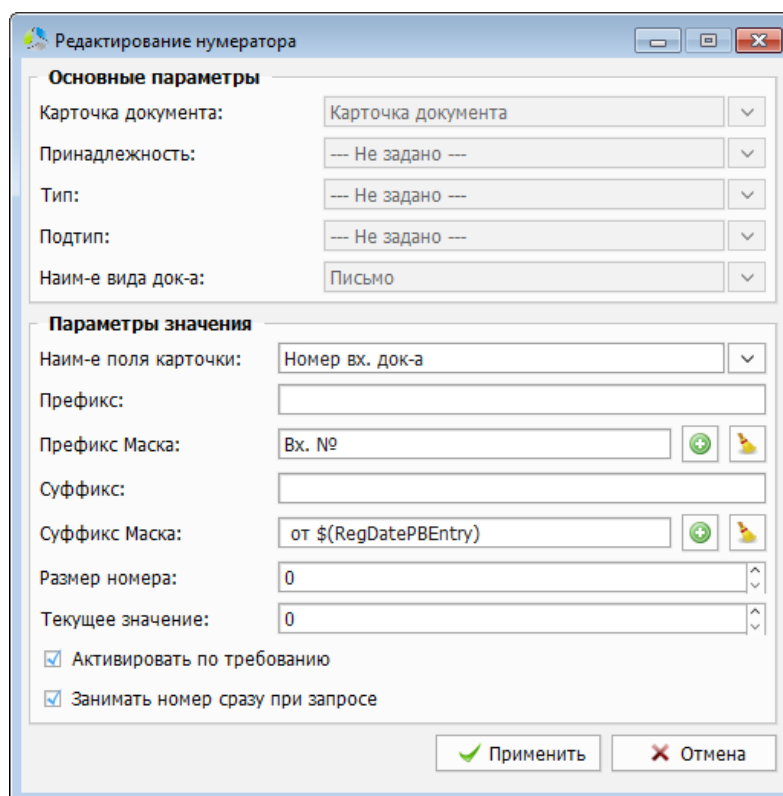 Редактирование нумератора
Основные параметры
Карточка документа: Карточка документа
Принадлежность: --- Не задано ---
Тип: --- Не задано ---
Подтип: --- Не задано ---
Наим-е вида док-а: Письмо
Параметры значения
Наим-е поля карточки: Номер вх. док-а
Префикс:
Префикс Маска: Вх. №
Суффикс:
Суффикс Маска: от $(RegDatePBEntry)
Размер номера: 0
Текущее значение: 0
Активировать по требованию
Занимать номер сразу при запросе
Применить Отмена